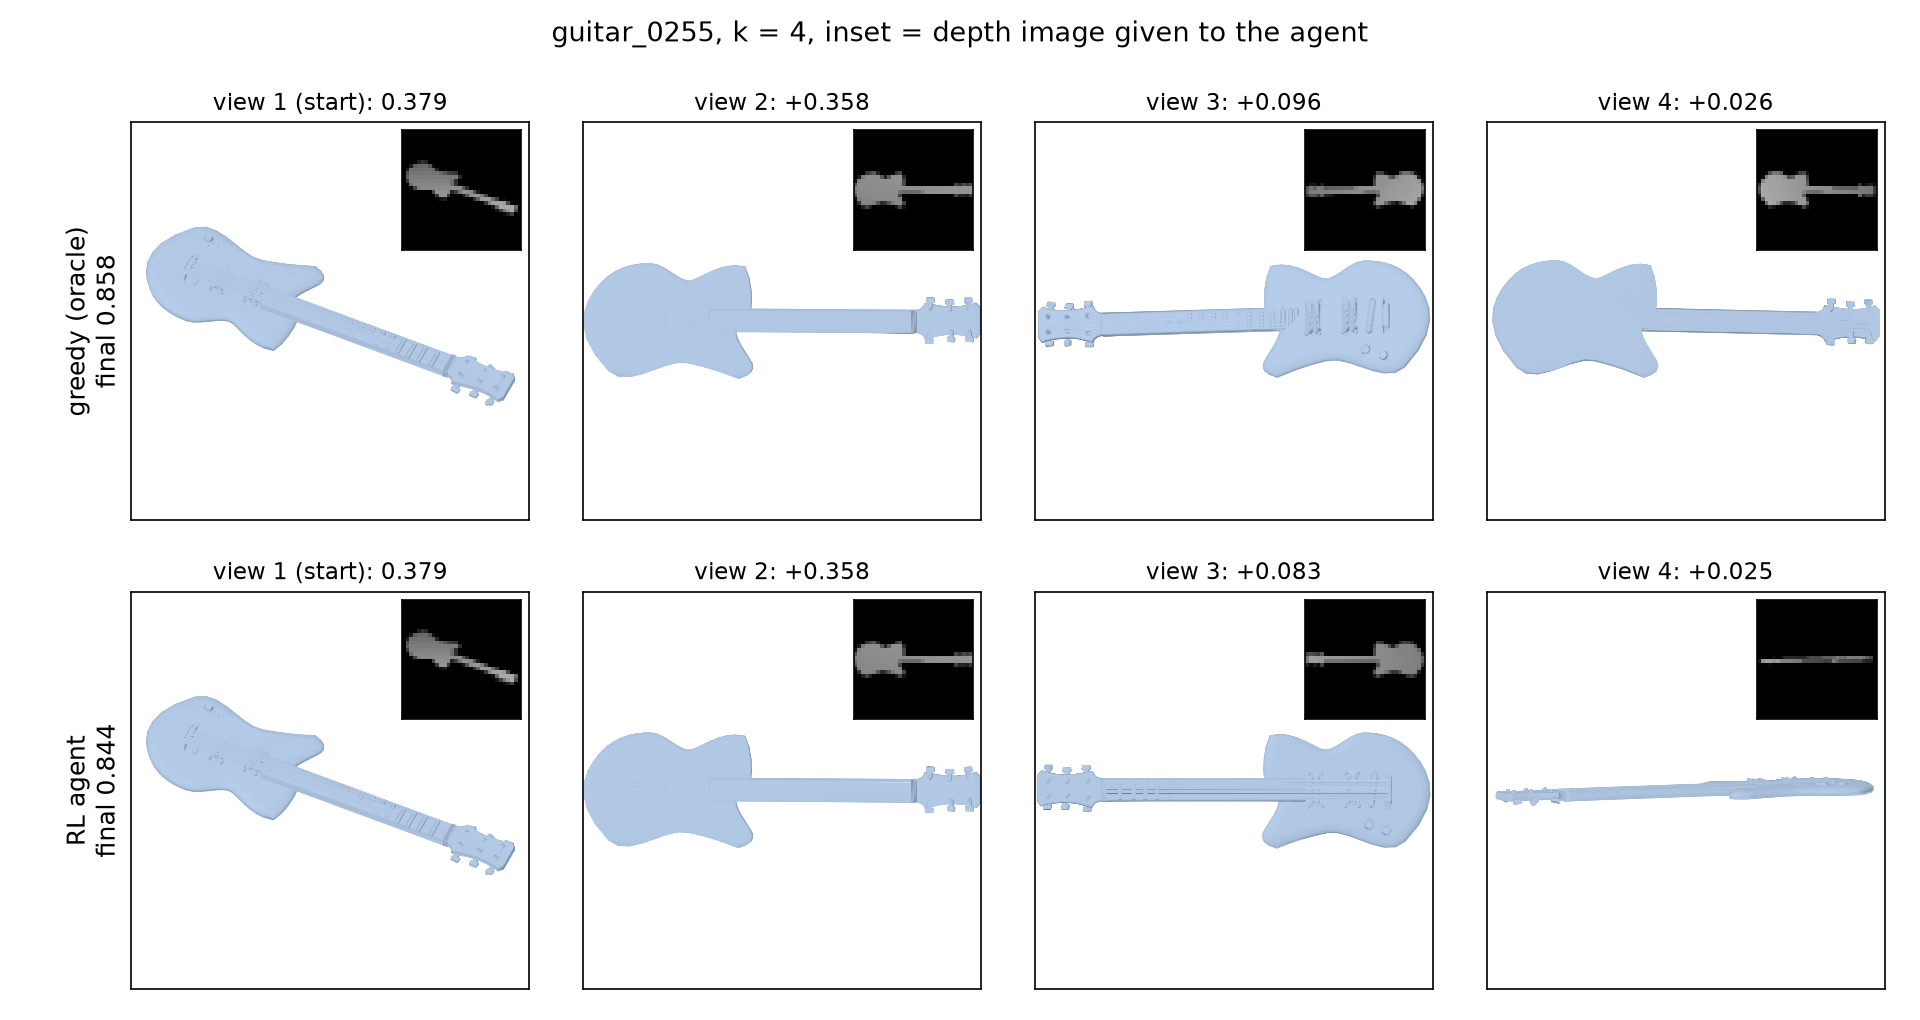 guitar_0255, k = 4, inset = depth image given to the agent
view 1 (start): 0.379
view 2: +0.358
view 3: +0.096
view 4: +0.026
greedy (oracle)
final 0.858
view 1 (start): 0.379
view 2: +0.358
view 3: +0.083
view 4: +0.025
RL agent
final 0.844